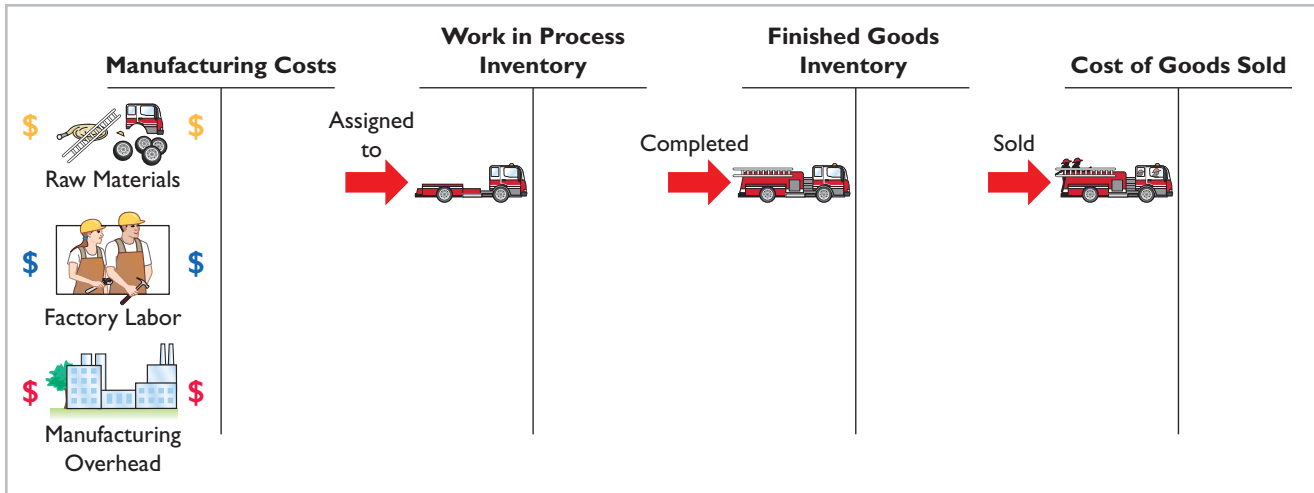 Manufacturing Costs
Work in Process
Inventory
Finished Goods
Inventory
Cost of Goods Sold
$ $
Raw Materials
Assigned
to
Completed
Sold
$ $
Factory Labor
$ $
Manufacturing
Overhead